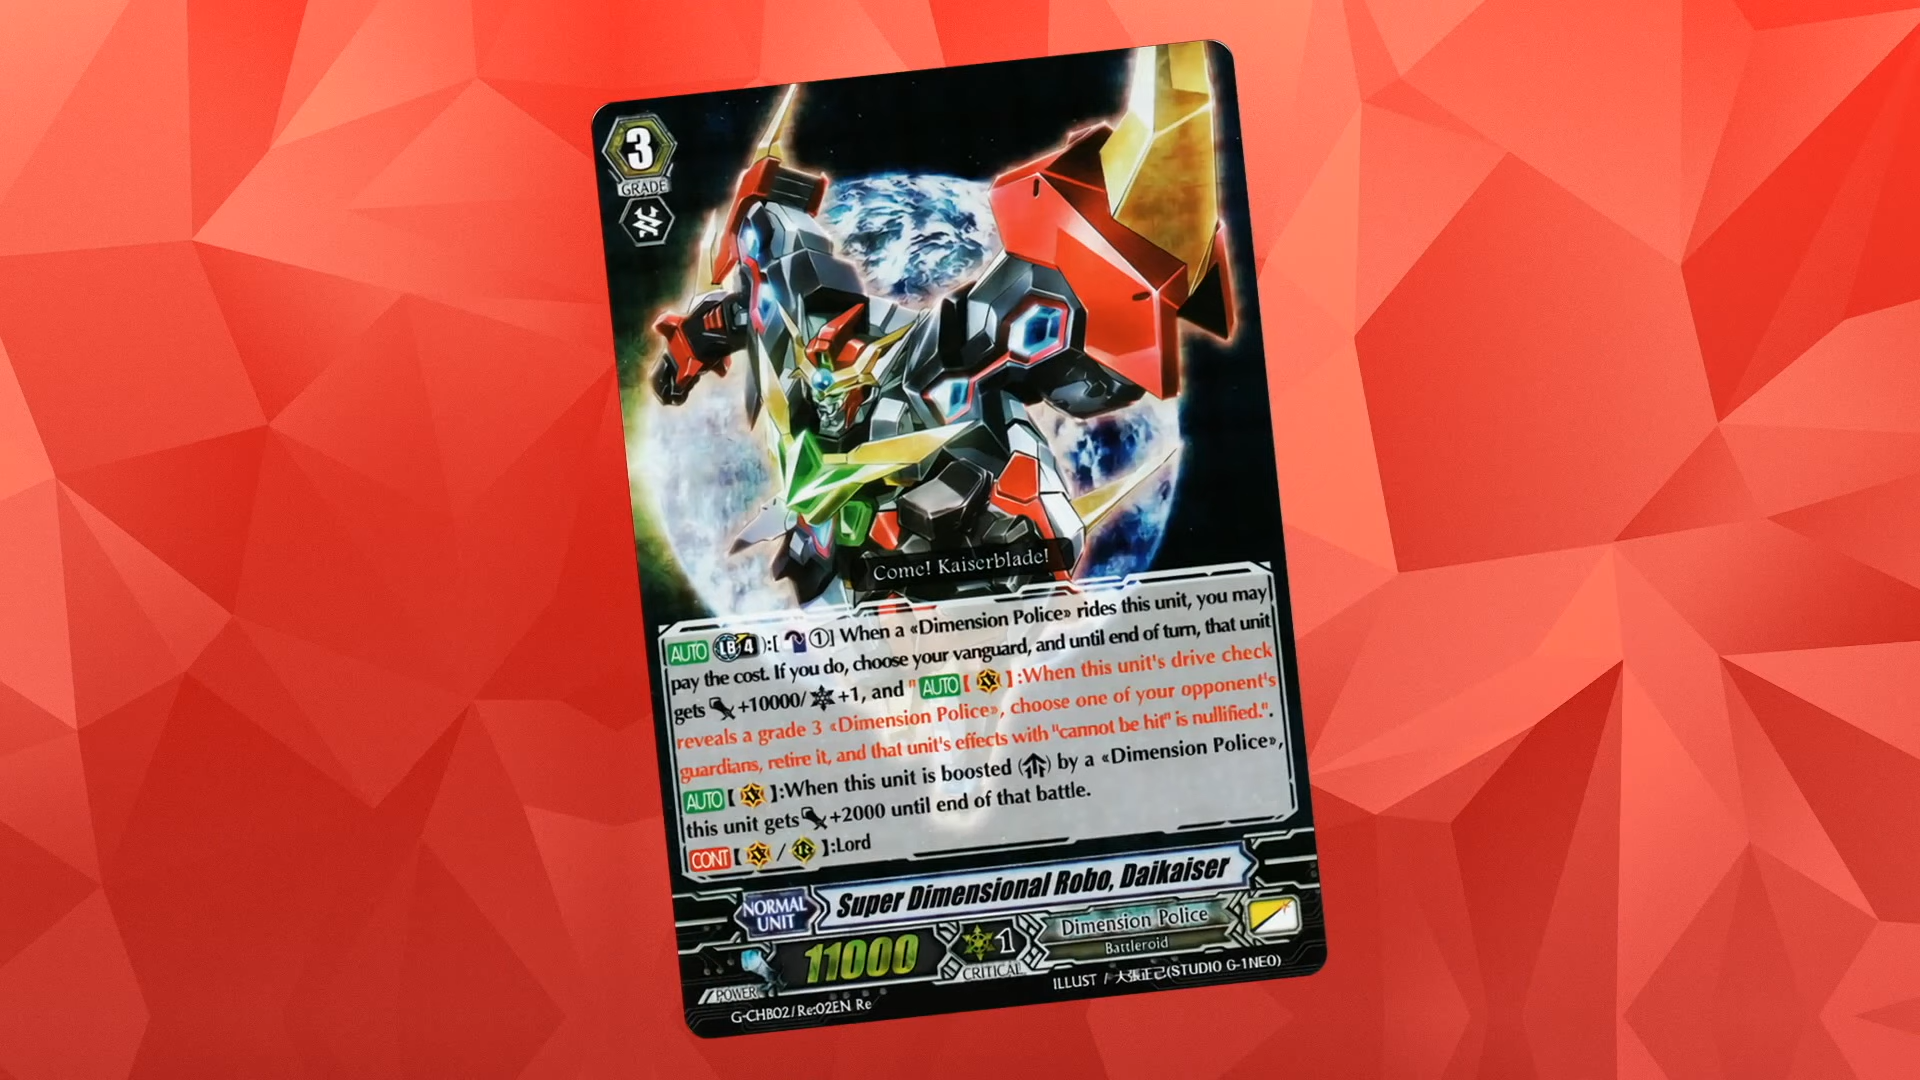 3
GRADE
Come! Kaiserblade!
AUTO (LB4):[ ①] When a «Dimension Police» rides this unit, you may
pay the cost. If you do, choose your vanguard, and until end of turn, that unit
gets +10000/ +1, and "AUTO【 】:When this unit's drive check
reveals a grade 3 «Dimension Police», choose one of your opponent's
guardians, retire it, and that unit's effects with "cannot be hit" is nullified.".
AUTO【 】:When this unit is boosted ( ) by a «Dimension Police»,
this unit gets +2000 until end of that battle.
CONT【 V / R 】:Lord
NORMAL UNIT
Super Dimensional Robo, Daikaiser
POWER 11000
1 CRITICAL
Dimension Police
Battleroid
G-CHB02/Re:02EN Re
ILLUST / 大張正己(STUDIO G-1NEO)